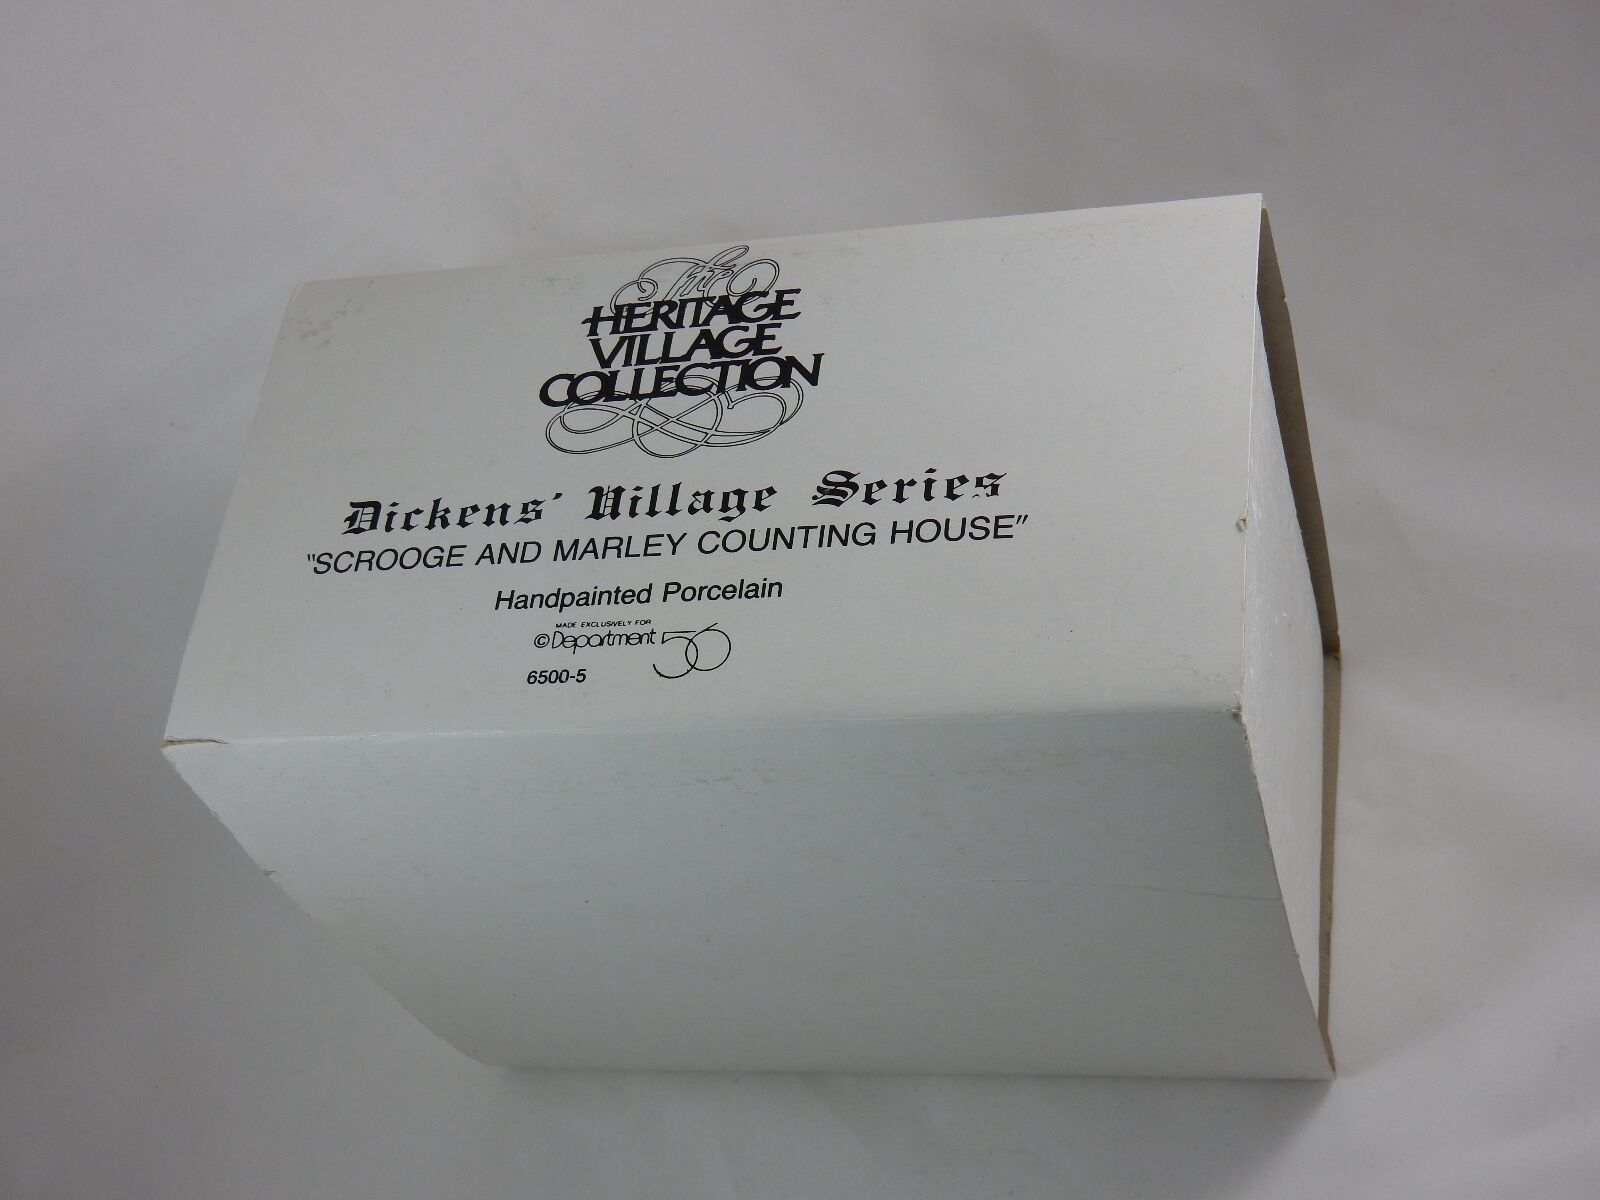 The
HERITAGE
VILLAGE
COLLECTION
Dickens' Village Series
"SCROOGE AND MARLEY COUNTING HOUSE"
Handpainted Porcelain
MADE EXCLUSIVELY FOR
©Department 56
6500-5